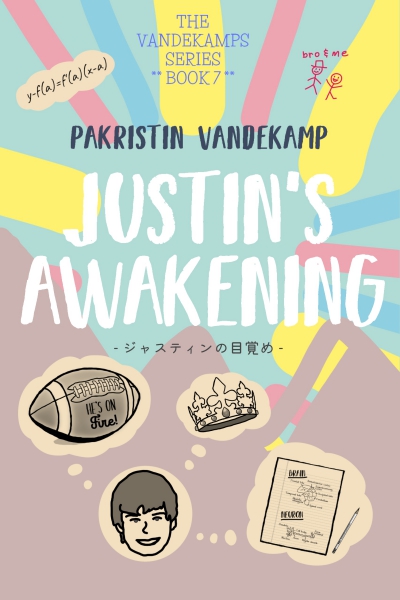 THE
VANDEKAMPS
SERIES
** BOOK 7 **
bro & me
y-f(a)=f'(a)(x-a)
PAKRISTIN VANDEKAMP
JUSTIN'S
AWAKENING
- ジャスティンの目覚め -
HE'S ON
Fire!
BRAIN
NEURON